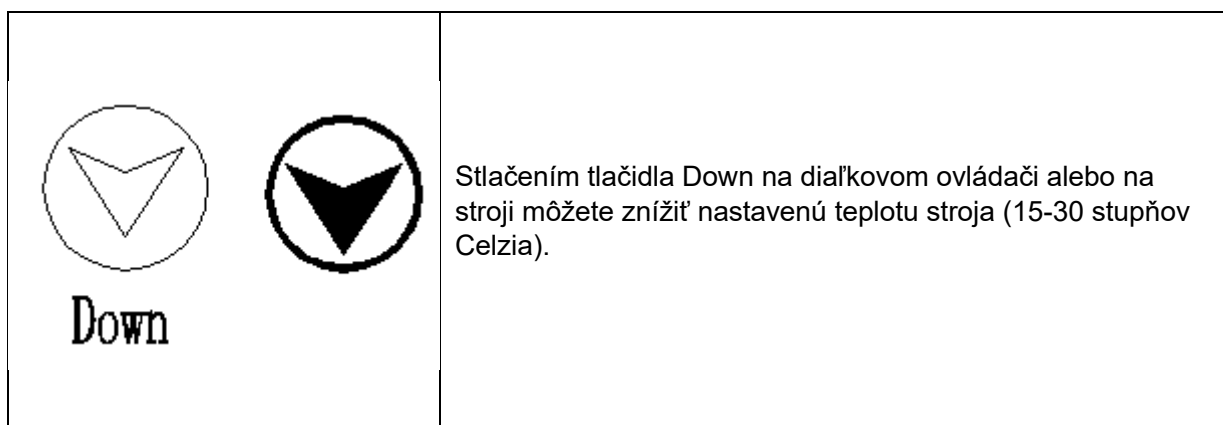 Stlačením tlačidla Down na diaľkovom ovládači alebo na
stroji môžete znížiť nastavenú teplotu stroja (15-30 stupňov
Celzia).
Down